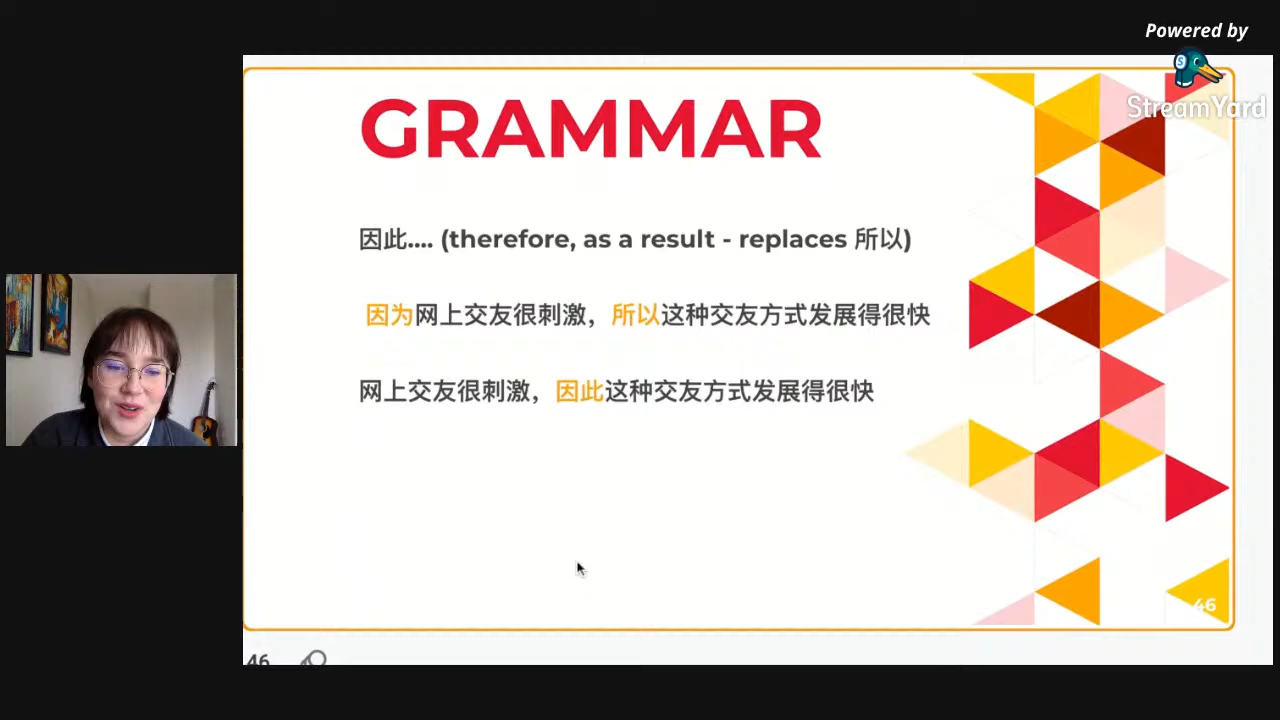 Powered by
StreamYard
GRAMMAR
因此.... (therefore, as a result - replaces 所以)
因为网上交友很刺激，所以这种交友方式发展得很快
网上交友很刺激，因此这种交友方式发展得很快
46
46